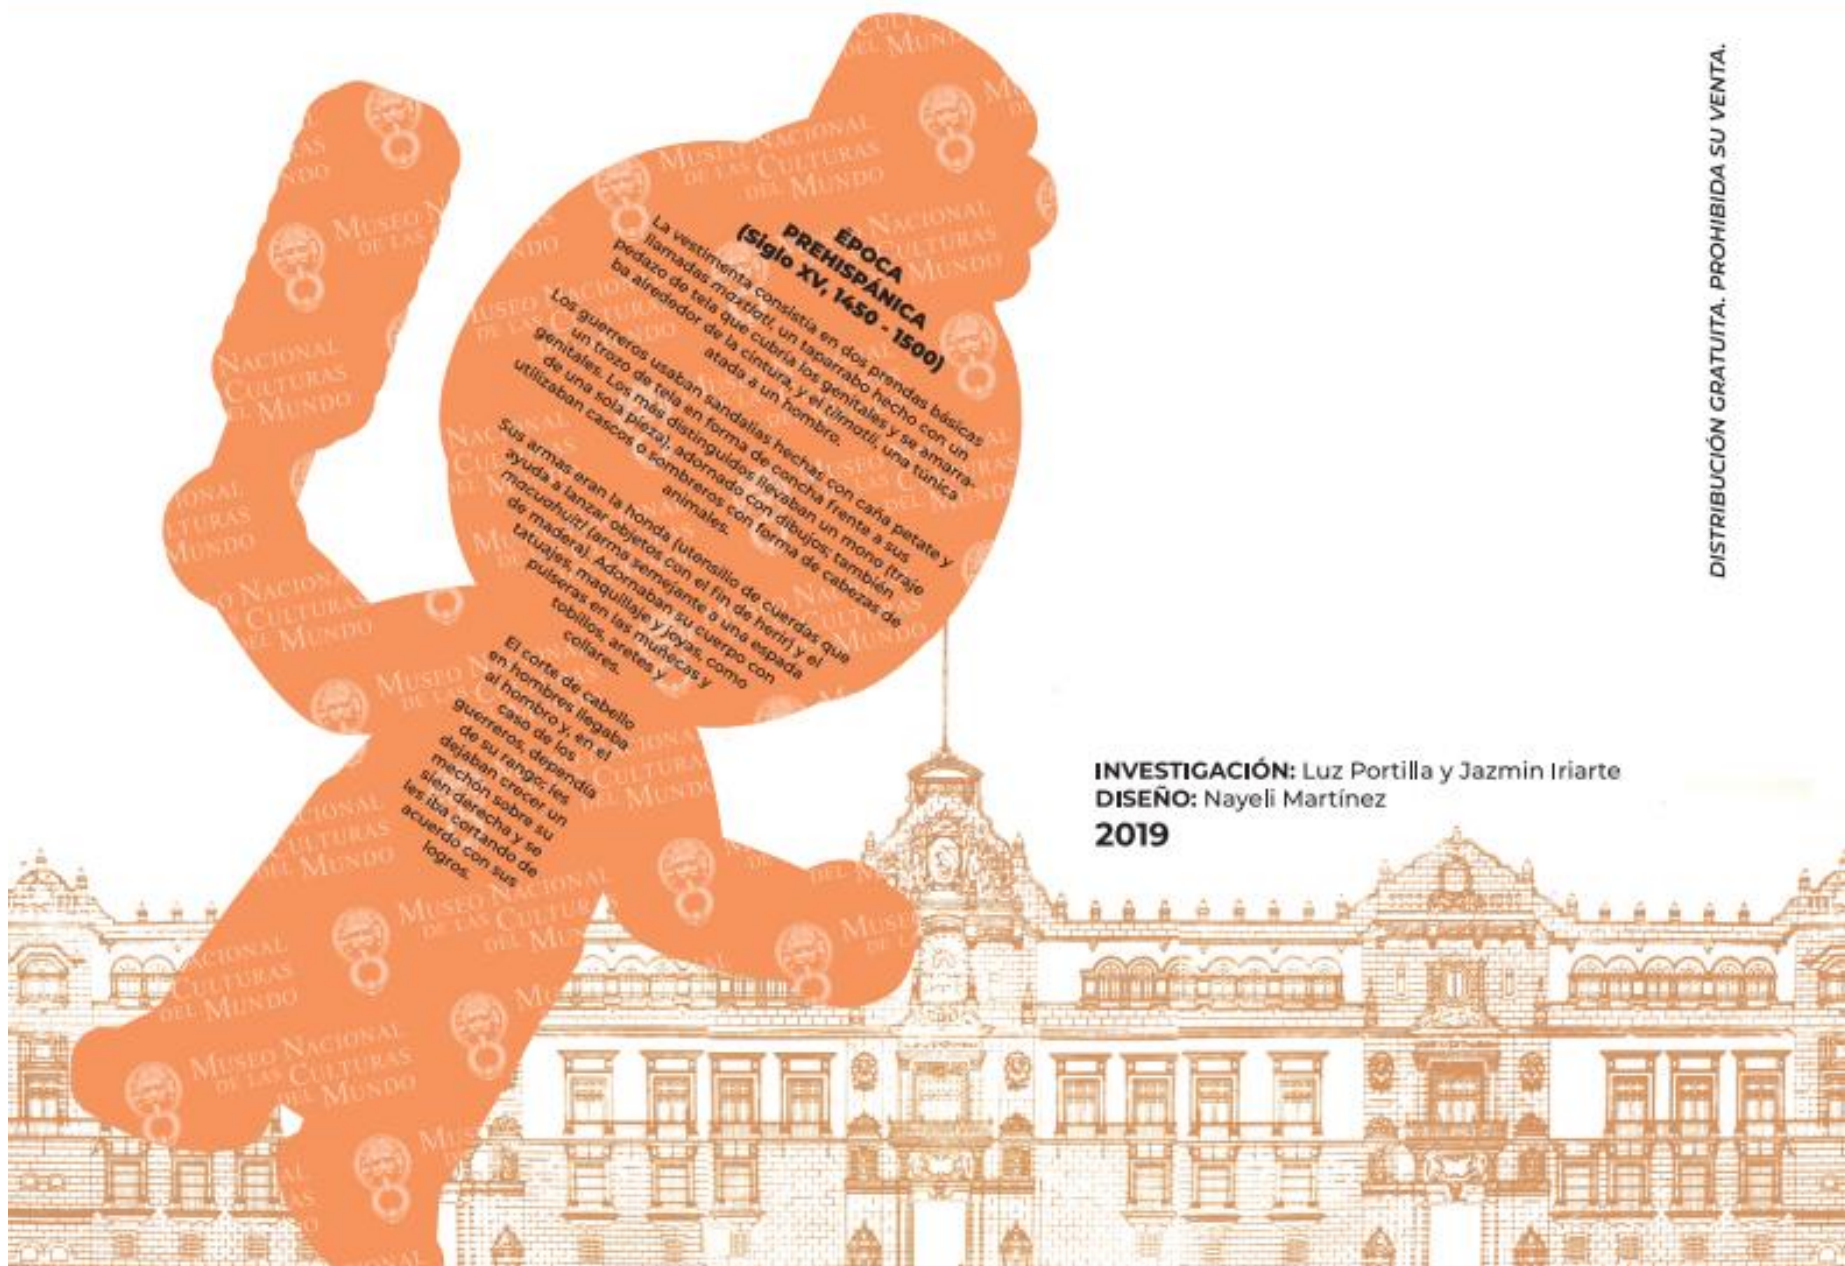 ÉPOCA
PREHISPÁNICA
(Siglo XV, 1450 - 1500)
La vestimenta consistía en dos prendas básicas
llamadas maxtlatl, un taparrabo hecho con un
pedazo de tela que cubría los genitales y se amarra-
ba alrededor de la cintura, y el tilmatli, una túnica
atada a un hombro.
Los guerreros usaban sandalias hechas con caña petate y
un trozo de tela en forma de concha frente a sus
genitales. Los más distinguidos llevaban un mono (traje
de una sola pieza), adornado con dibujos; también
utilizaban cascos o sombreros con forma de cabezas de
animales.
Sus armas eran la honda (utensilio de cuerdas que
ayuda a lanzar objetos con el fin de herir) y el
macuahuitl (arma semejante a una espada
de madera). Adornaban su cuerpo con
tatuajes, maquillaje y joyas, como
pulseras en las muñecas y
tobillos, aretes y
collares.
El corte de cabello
en hombres llegaba
al hombro y, en el
caso de los
guerreros, dependía
de su rango; les
dejaban crecer un
mechón sobre su
sien derecha y se
les iba cortando de
acuerdo con sus
logros.
MUSEO NACIONAL
DE LAS CULTURAS
DEL MUNDO
INVESTIGACIÓN: Luz Portilla y Jazmin Iriarte
DISEÑO: Nayeli Martínez
2019
DISTRIBUCIÓN GRATUITA. PROHIBIDA SU VENTA.